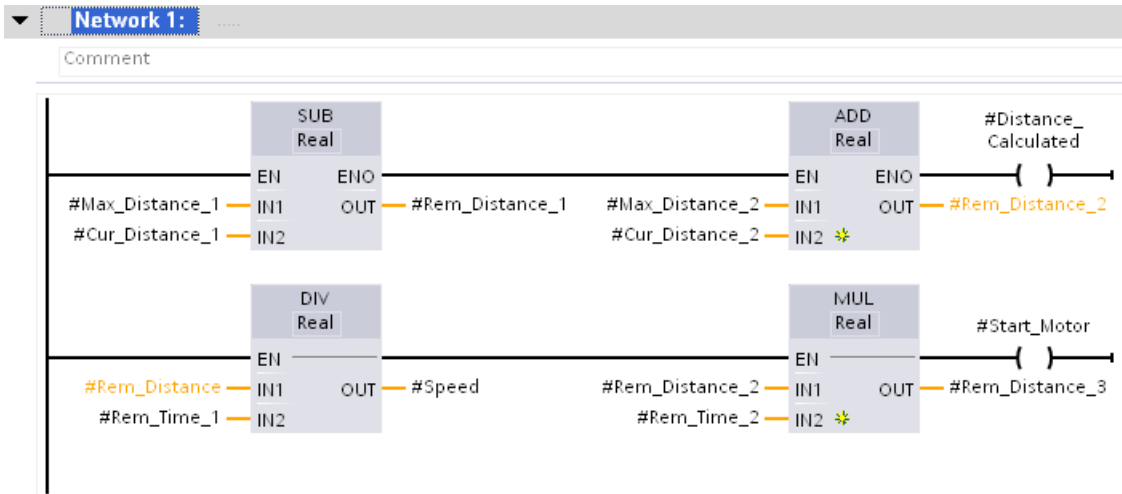 Network 1: .....
Comment
SUB ADD #Distance_
Real Real Calculated
EN ENO EN ENO
#Max_Distance_1 IN1 OUT #Rem_Distance_1 #Max_Distance_2 IN1 OUT #Rem_Distance_2
#Cur_Distance_1 IN2 #Cur_Distance_2 IN2
DIV MUL
Real Real #Start_Motor
EN EN
#Rem_Distance IN1 OUT #Speed #Rem_Distance_2 IN1 OUT #Rem_Distance_3
#Rem_Time_1 IN2 #Rem_Time_2 IN2